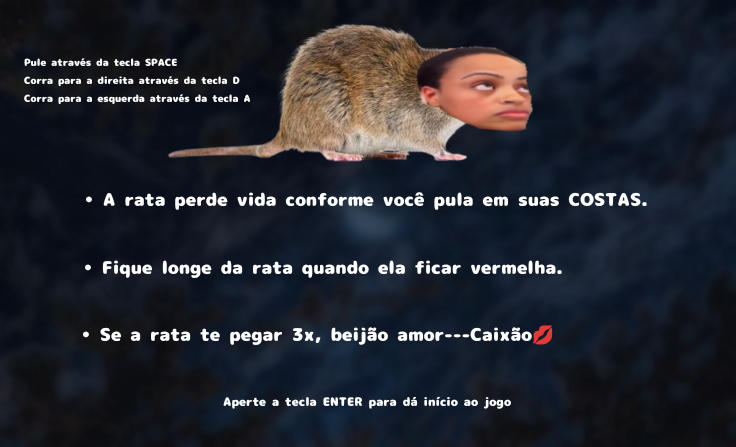 Pule através da tecla SPACE
Corra para a direita através da tecla D
Corra para a esquerda através da tecla A
• A rata perde vida conforme você pula em suas COSTAS.
• Fique longe da rata quando ela ficar vermelha.
• Se a rata te pegar 3x, beijão amor---Caixão💋
Aperte a tecla ENTER para dá início ao jogo